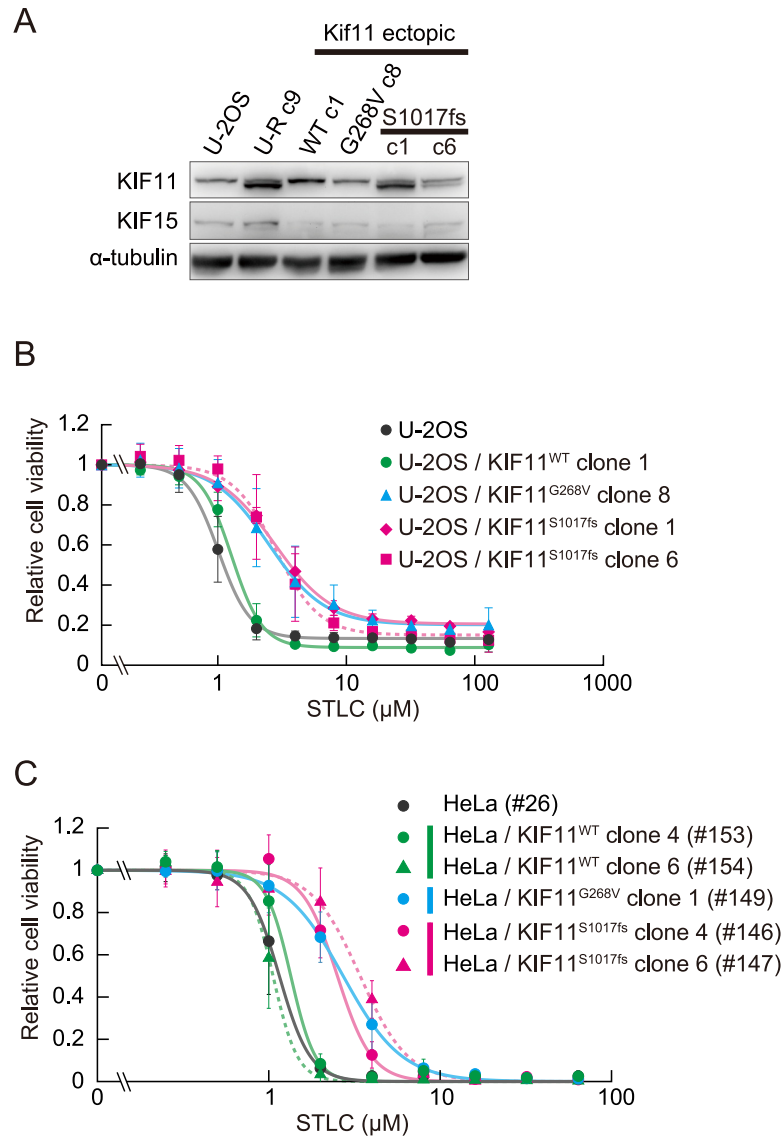 A
Kif11 ectopic
U-2OS
U-R c9
WT c1
G268V c8
S1017fs
c1 c6
KIF11
KIF15
α-tubulin
B
Relative cell viability
1.2
1
0.8
0.6
0.4
0.2
0
0 1 10 100 1000
STLC (µM)
U-2OS
U-2OS / KIF11WT clone 1
U-2OS / KIF11G268V clone 8
U-2OS / KIF11S1017fs clone 1
U-2OS / KIF11S1017fs clone 6
C
Relative cell viability
1.2
1
0.8
0.6
0.4
0.2
0
0 1 10 100
STLC (µM)
HeLa (#26)
HeLa / KIF11WT clone 4 (#153)
HeLa / KIF11WT clone 6 (#154)
HeLa / KIF11G268V clone 1 (#149)
HeLa / KIF11S1017fs clone 4 (#146)
HeLa / KIF11S1017fs clone 6 (#147)